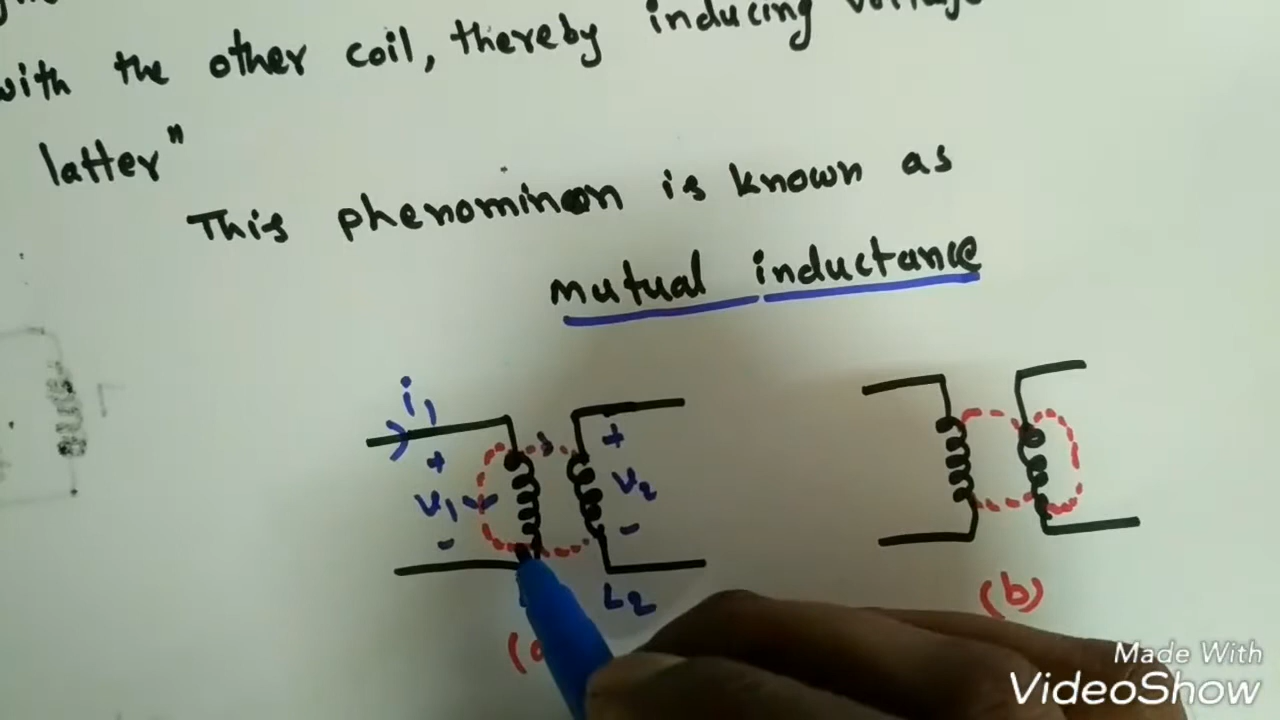 with the other coil, thereby inducing voltage
latter"
This phenominon is known as
mutual inductance
i1
+
V1
-
+
V2
-
L2
(a
(b)
Made With
VideoShow